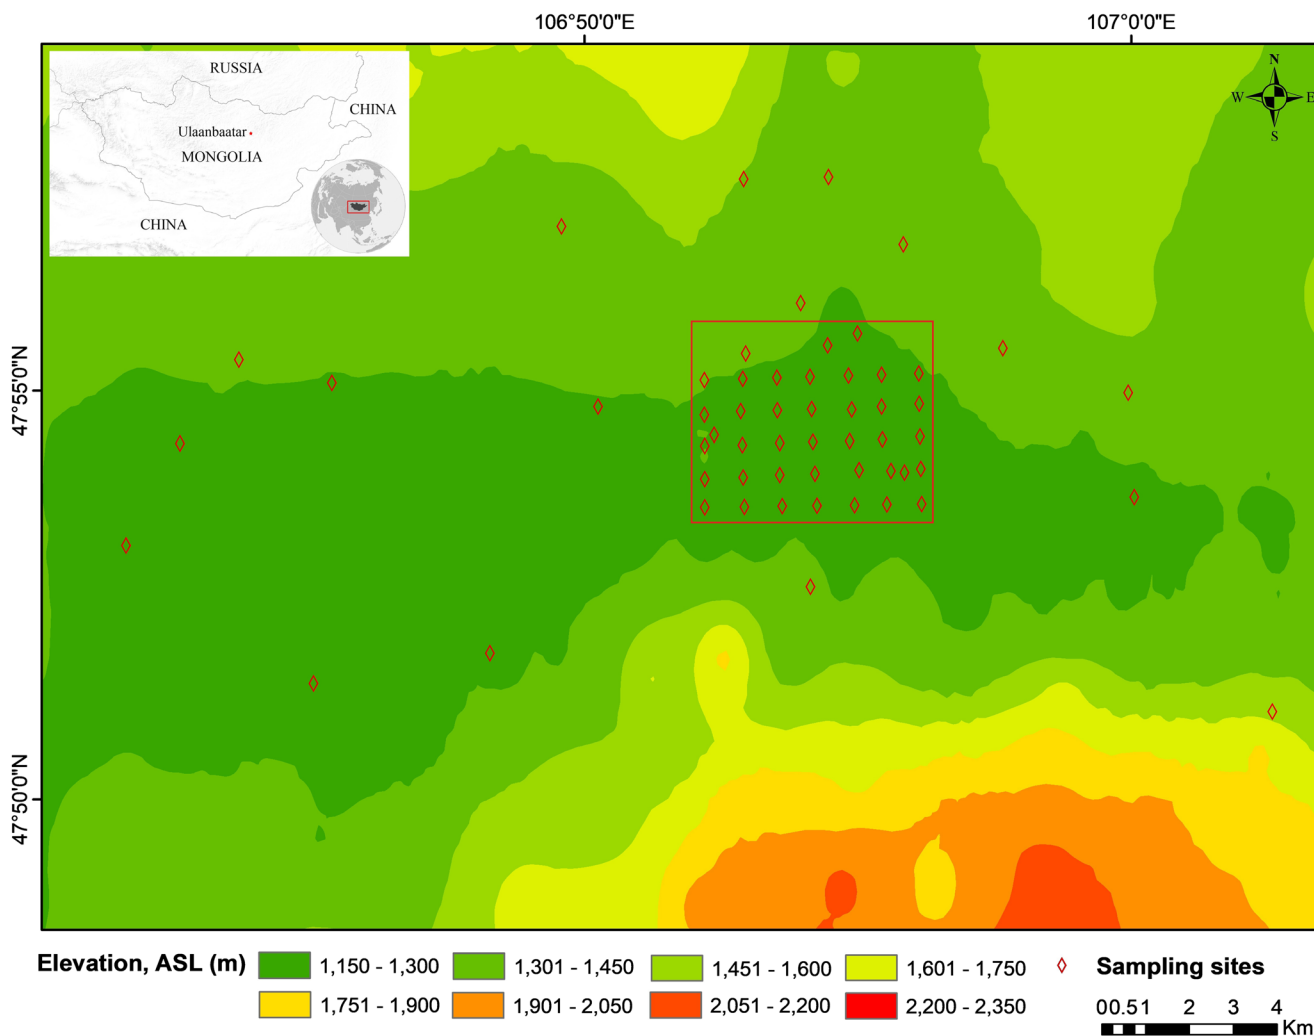 106°50'0"E 107°0'0"E
RUSSIA
CHINA
Ulaanbaatar
MONGOLIA
CHINA
N
W E
S
47°55'0"N
47°50'0"N
Elevation, ASL (m) 1,150 - 1,300 1,301 - 1,450 1,451 - 1,600 1,601 - 1,750 Sampling sites
1,751 - 1,900 1,901 - 2,050 2,051 - 2,200 2,200 - 2,350
0 0.5 1 2 3 4
Km